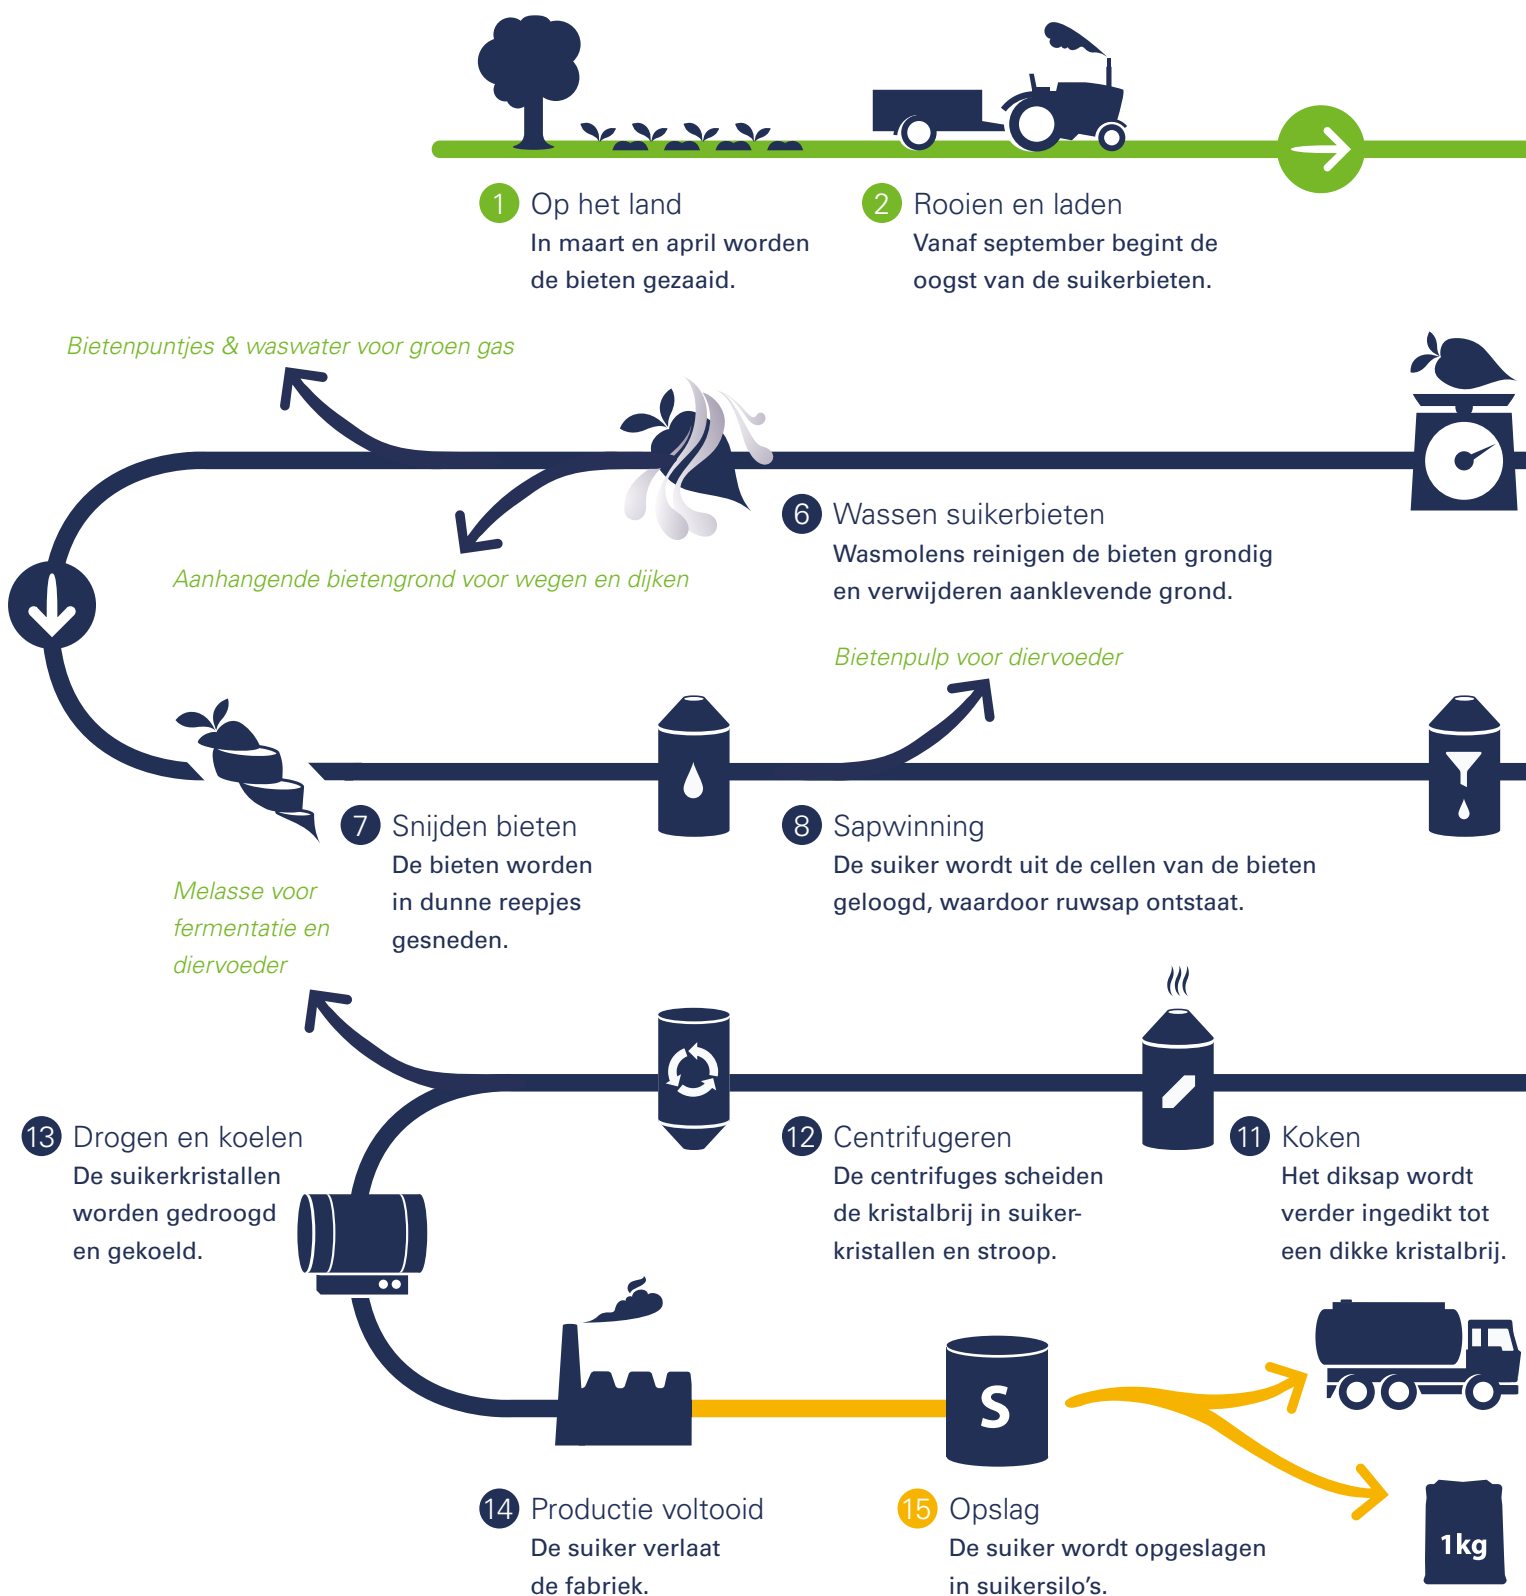 1 Op het land
In maart en april worden
de bieten gezaaid.
2 Rooien en laden
Vanaf september begint de
oogst van de suikerbieten.
Bietenpuntjes & waswater voor groen gas
6 Wassen suikerbieten
Wasmolens reinigen de bieten grondig
en verwijderen aanklevende grond.
Aanhangende bietengrond voor wegen en dijken
Bietenpulp voor diervoeder
7 Snijden bieten
De bieten worden
in dunne reepjes
gesneden.
8 Sapwinning
De suiker wordt uit de cellen van de bieten
geloogd, waardoor ruwsap ontstaat.
Melasse voor
fermentatie en
diervoeder
13 Drogen en koelen
De suikerkristallen
worden gedroogd
en gekoeld.
12 Centrifugeren
De centrifuges scheiden
de kristalbrij in suiker-
kristallen en stroop.
11 Koken
Het diksap wordt
verder ingedikt tot
een dikke kristalbrij.
S
14 Productie voltooid
De suiker verlaat
de fabriek.
15 Opslag
De suiker wordt opgeslagen
in suikersilo's.
1kg